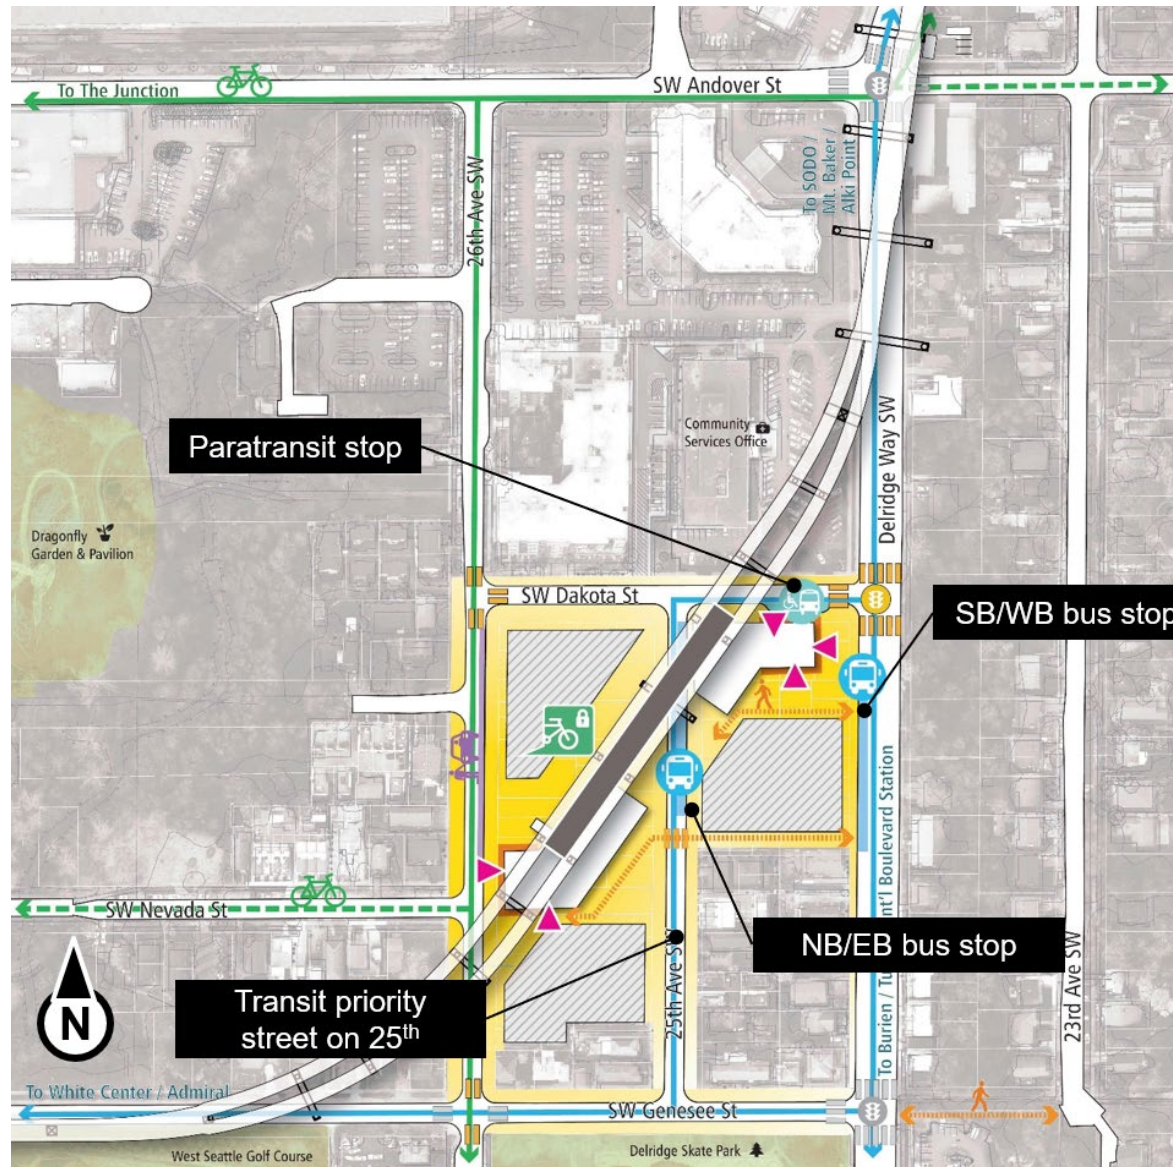 To The Junction
SW Andover St
26th Ave SW
To SODO /
Mt. Baker /
Alki Point
Paratransit stop
Community
Services Office
Delridge Way SW
Dragonfly
Garden & Pavilion
SW Dakota St
SB/WB bus stop
To Burien / Tu
nt'l Boulevard Station
SW Nevada St
NB/EB bus stop
N
Transit priority
street on 25th
25th Ave SW
23rd Ave SW
To White Center / Admiral
SW Genesee St
West Seattle Golf Course
Delridge Skate Park